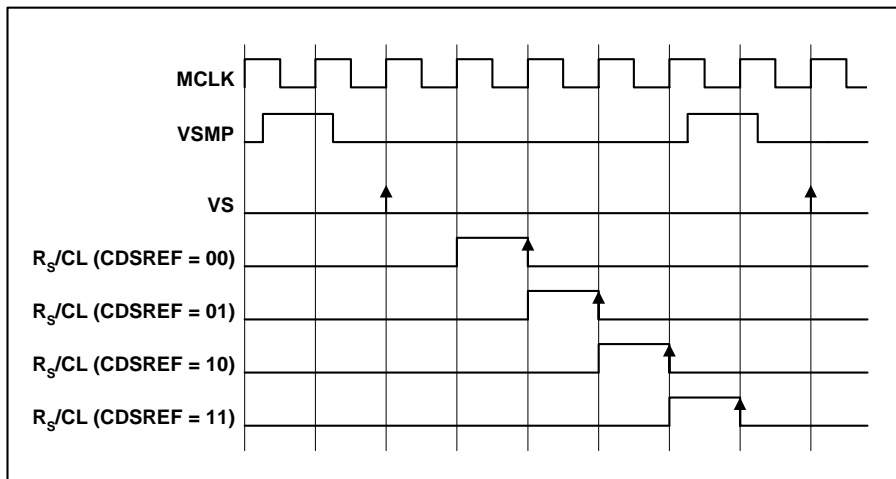 MCLK
VSMP
VS
RS/CL (CDSREF = 00)
RS/CL (CDSREF = 01)
RS/CL (CDSREF = 10)
RS/CL (CDSREF = 11)